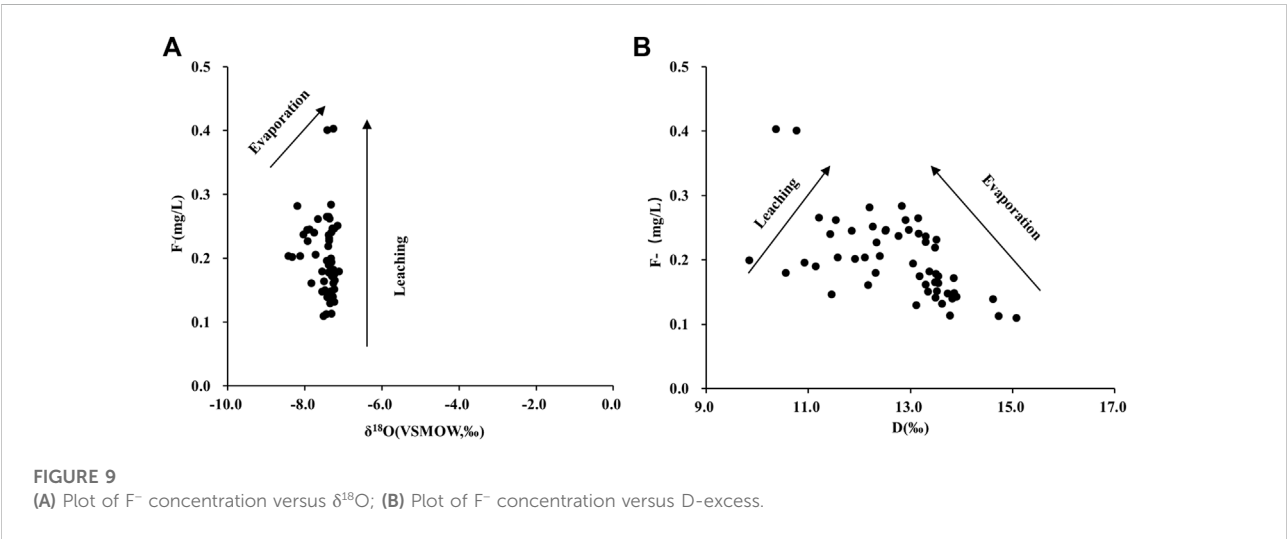 A
0.5
0.4
0.3
0.2
0.1
0.0
F-(mg/L)
Evaporation
Leaching
-10.0 -8.0 -6.0 -4.0 -2.0 0.0
δ¹⁸O(VSMOW,‰)
B
0.5
0.4
0.3
0.2
0.1
0.0
F- (mg/L)
Leaching
Evaporation
9.0 11.0 13.0 15.0 17.0
D(‰)
FIGURE 9
(A) Plot of F⁻ concentration versus δ¹⁸O; (B) Plot of F⁻ concentration versus D-excess.